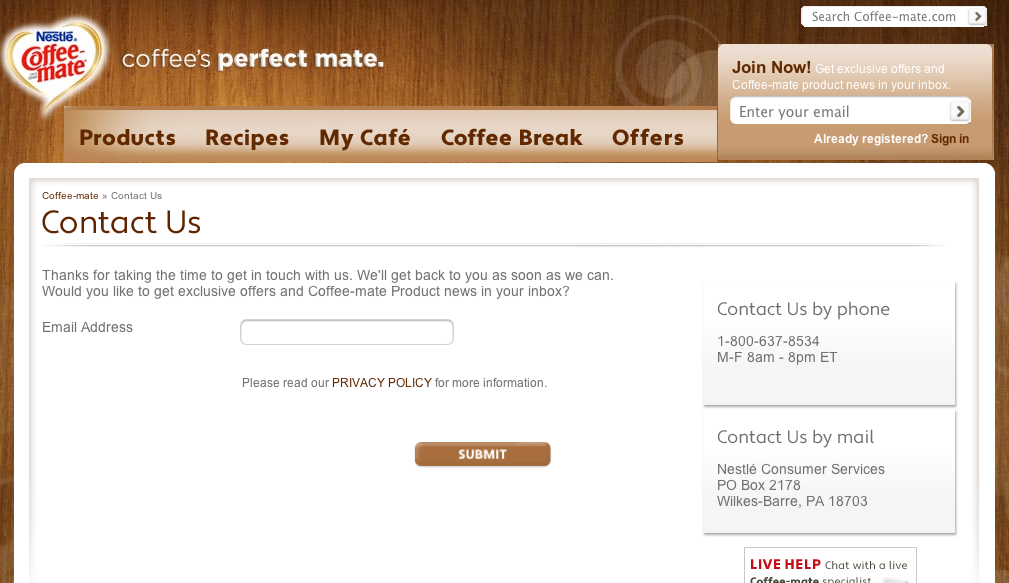 Search Coffee-mate.com
Nestlé
Coffee-
mate
coffee's perfect mate.
Join Now! Get exclusive offers and
Coffee-mate product news in your inbox.
Enter your email
Already registered? Sign in
Products Recipes My Café Coffee Break Offers
Coffee-mate » Contact Us
Contact Us
Thanks for taking the time to get in touch with us. We'll get back to you as soon as we can.
Would you like to get exclusive offers and Coffee-mate Product news in your inbox?
Email Address
Please read our PRIVACY POLICY for more information.
SUBMIT
Contact Us by phone
1-800-637-8534
M-F 8am - 8pm ET
Contact Us by mail
Nestlé Consumer Services
PO Box 2178
Wilkes-Barre, PA 18703
LIVE HELP Chat with a live
Coffee-mate specialist